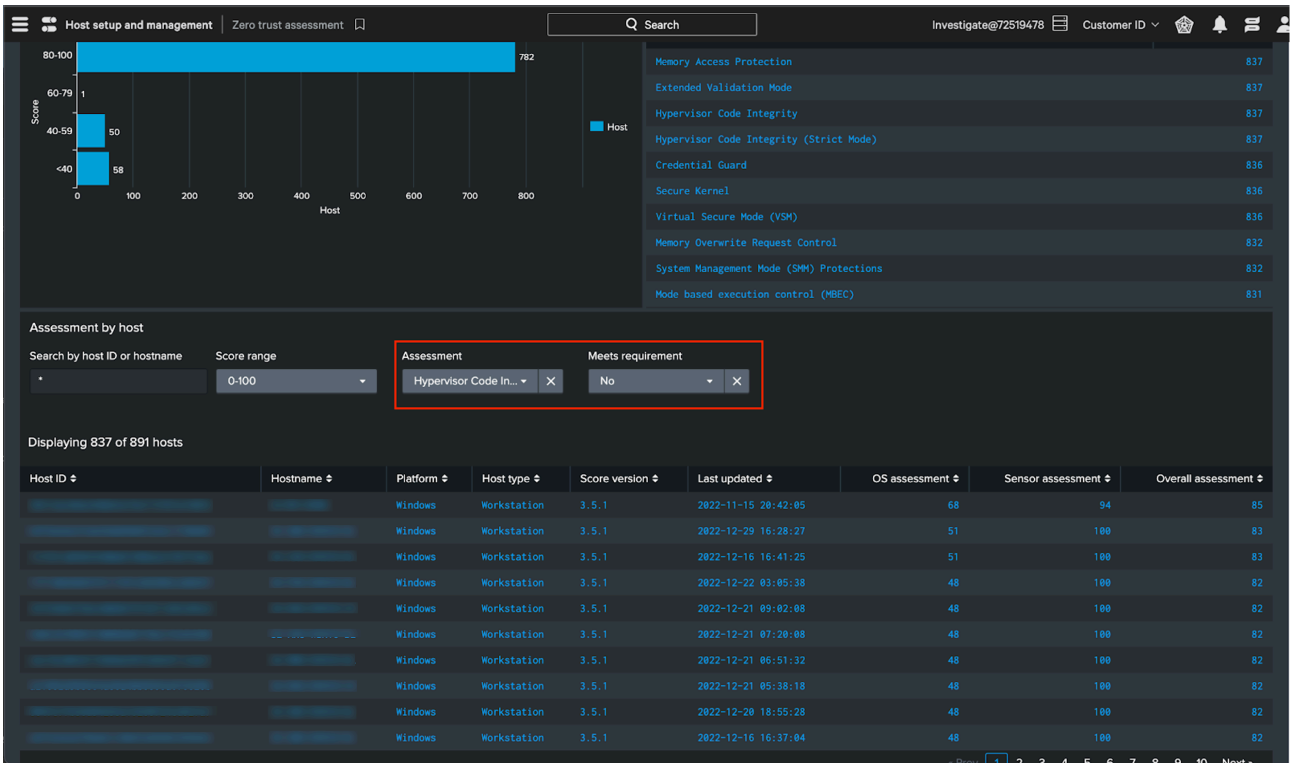 Host setup and management Zero trust assessment Search Investigate@72519478 Customer ID
80-100 782
60-79 1
40-59 50
<40 58
Score
0 100 200 300 400 500 600 700 800
Host
Host
Memory Access Protection 837
Extended Validation Mode 837
Hypervisor Code Integrity 837
Hypervisor Code Integrity (Strict Mode) 837
Credential Guard 836
Secure Kernel 836
Virtual Secure Mode (VSM) 836
Memory Overwrite Request Control 832
System Management Mode (SMM) Protections 832
Mode based execution control (MBEC) 831
Assessment by host
Search by host ID or hostname Score range Assessment Meets requirement
* 0-100 Hypervisor Code In... No
Displaying 837 of 891 hosts
Host ID Hostname Platform Host type Score version Last updated OS assessment Sensor assessment Overall assessment
Windows Workstation 3.5.1 2022-11-15 20:42:05 68 94 85
Windows Workstation 3.5.1 2022-12-29 16:28:27 51 100 83
Windows Workstation 3.5.1 2022-12-16 16:41:25 51 100 83
Windows Workstation 3.5.1 2022-12-22 03:05:38 48 100 82
Windows Workstation 3.5.1 2022-12-21 09:02:08 48 100 82
Windows Workstation 3.5.1 2022-12-21 07:20:08 48 100 82
Windows Workstation 3.5.1 2022-12-21 06:51:32 48 100 82
Windows Workstation 3.5.1 2022-12-21 05:38:18 48 100 82
Windows Workstation 3.5.1 2022-12-20 18:55:28 48 100 82
Windows Workstation 3.5.1 2022-12-16 16:37:04 48 100 82
< Prev 1 2 3 4 5 6 7 8 9 10 Next >